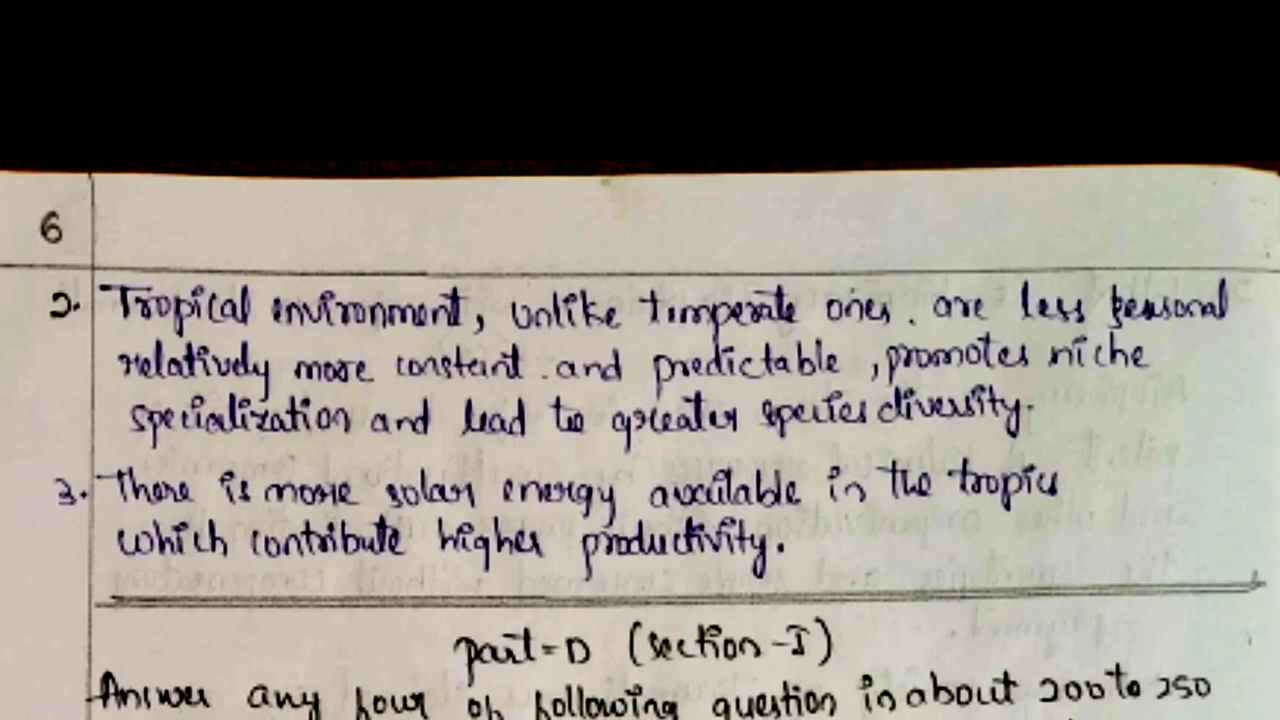 6
2. Tropical environment, unlike temperate ones. are less seasonal
relatively more constant. and predictable, promotes niche
specialization and lead to greater species diversity.
3. There is more solar energy available in the tropics
which contribute higher productivity.
part-D (section-I)
Answer any four of following question in about 200 to 250